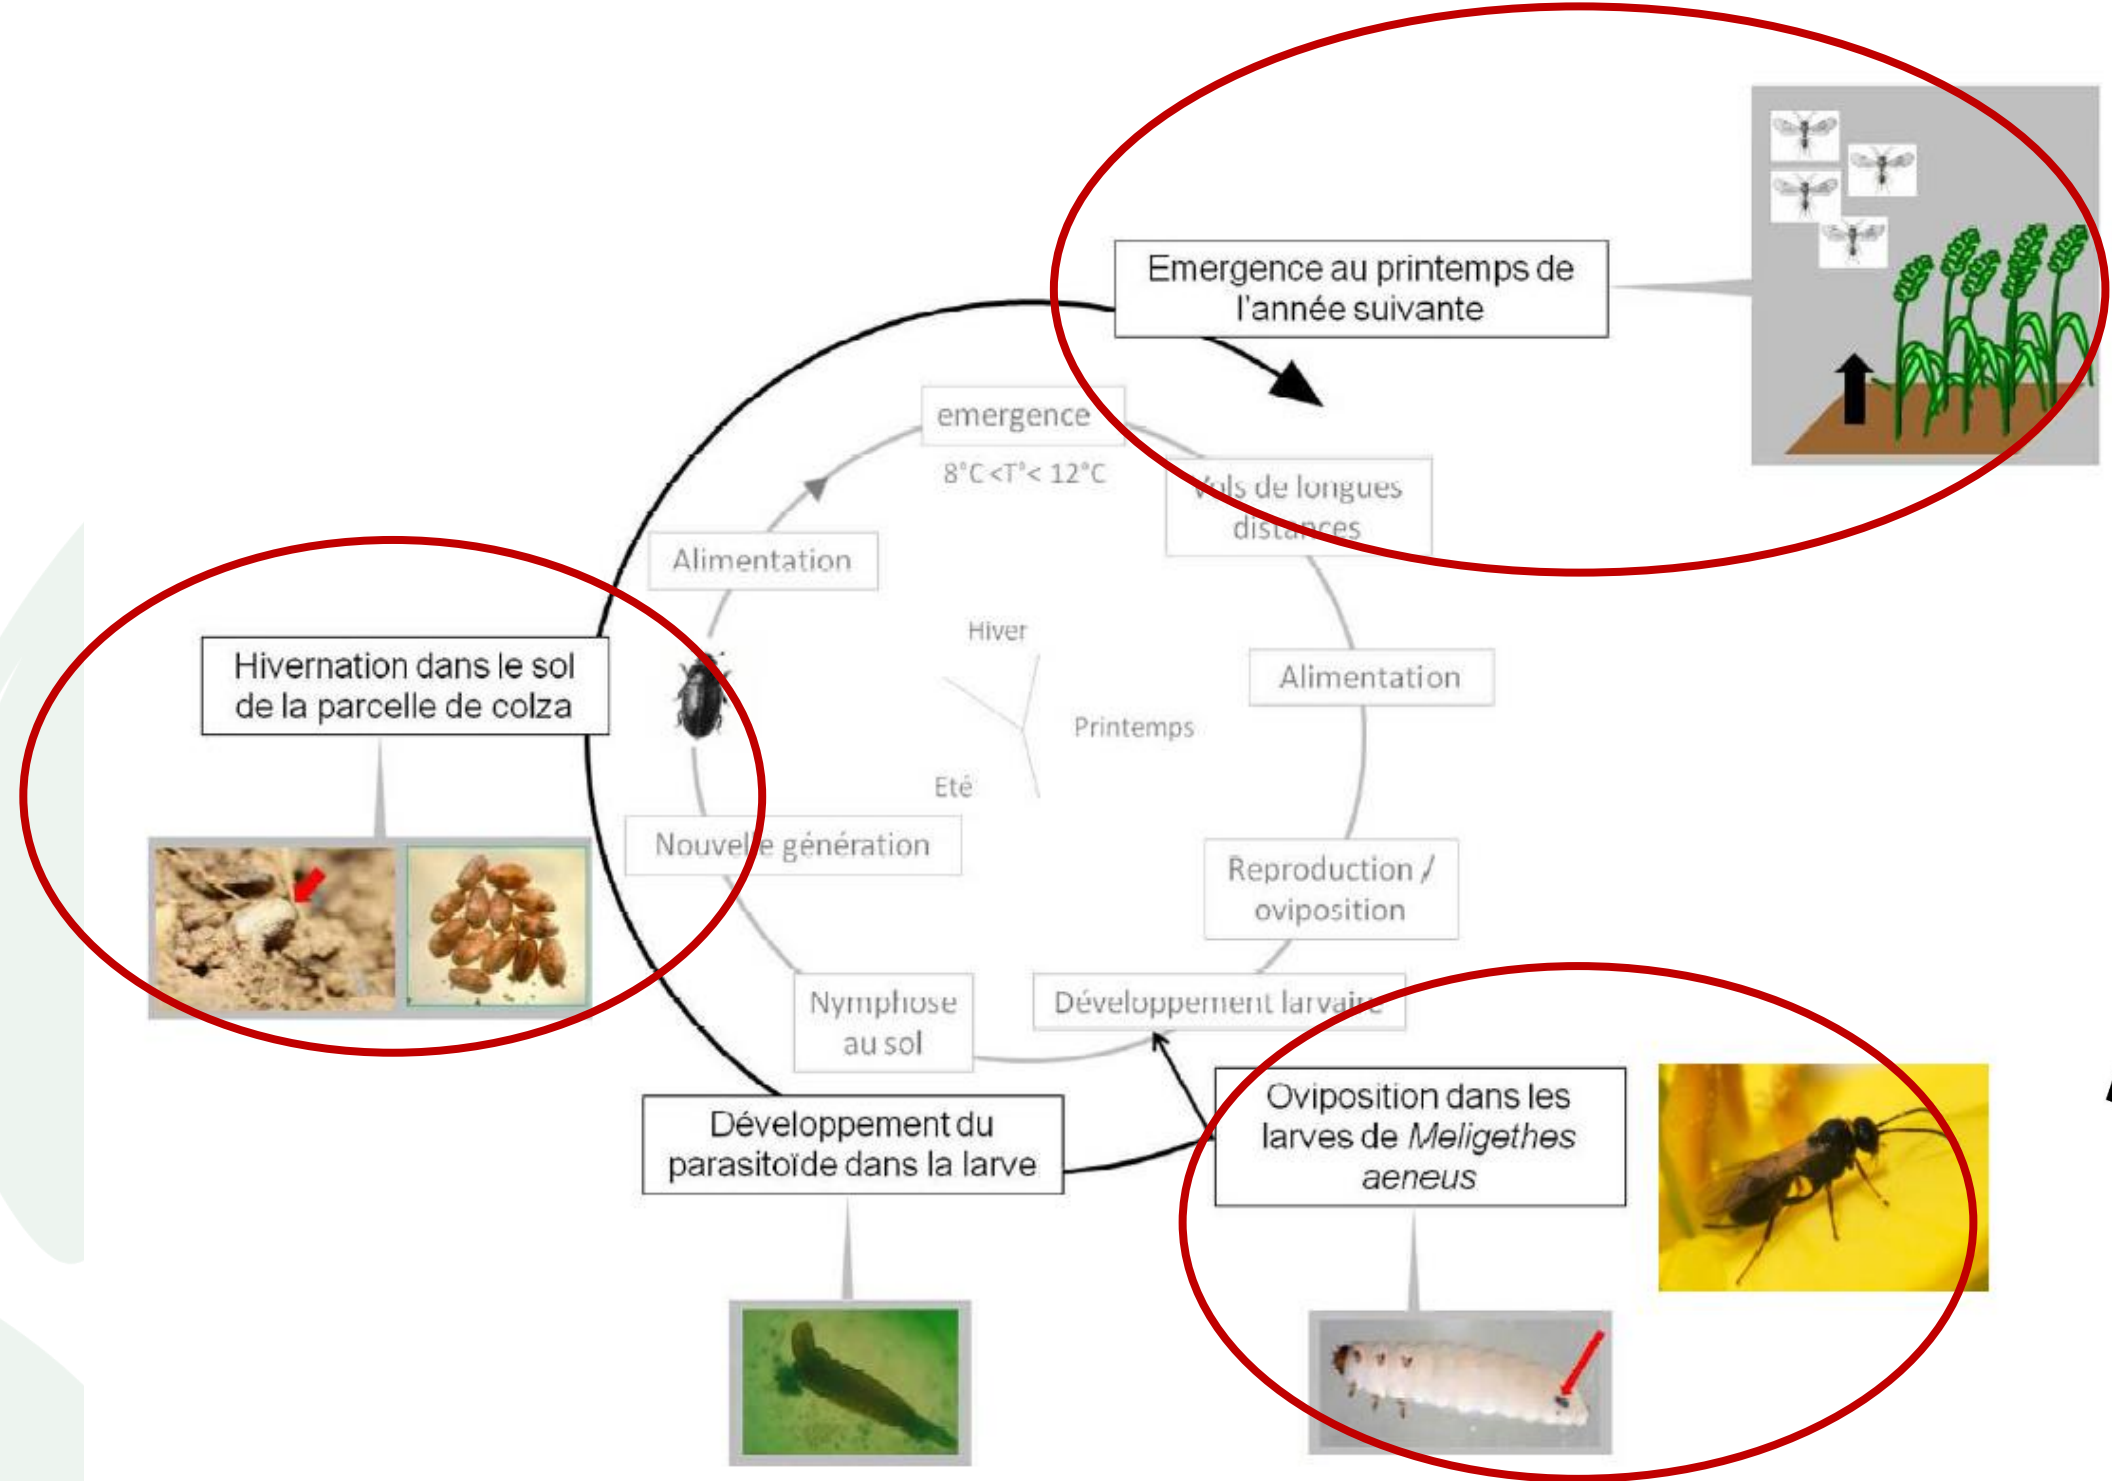 Emergence au printemps de
l'année suivante
emergence
8°C <T°< 12°C
Vols de longues
distances
Alimentation
Alimentation
Hiver
Printemps
Eté
Hivernation dans le sol
de la parcelle de colza
Nouvelle génération
Reproduction /
oviposition
Nymphose
au sol
Développement larvaire
Développement du
parasitoïde dans la larve
Oviposition dans les
larves de Meligethes
aeneus